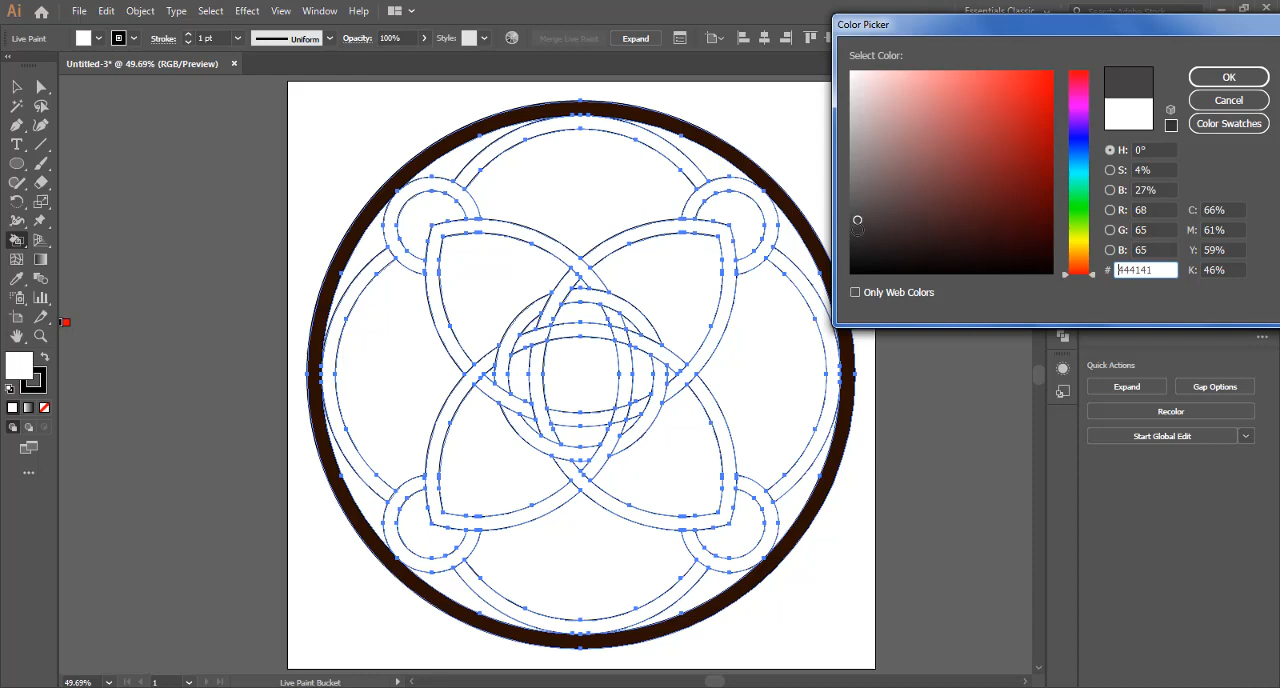 Ai File Edit Object Type Select Effect View Window Help Essentials Classic Search Adobe Stock
Color Picker
Live Paint Stroke: 1 pt Uniform Opacity: 100% Style: Merge Live Paint Expand
Untitled-3* @ 49.69% (RGB/Preview) ×
Select Color:
OK
Cancel
Color Swatches
H: 0°
S: 4%
B: 27%
R: 68 C: 66%
G: 65 M: 61%
B: 65 Y: 59%
# 444141 K: 46%
Only Web Colors
Quick Actions
Expand Gap Options
Recolor
Start Global Edit
49.69% 1 Live Paint Bucket